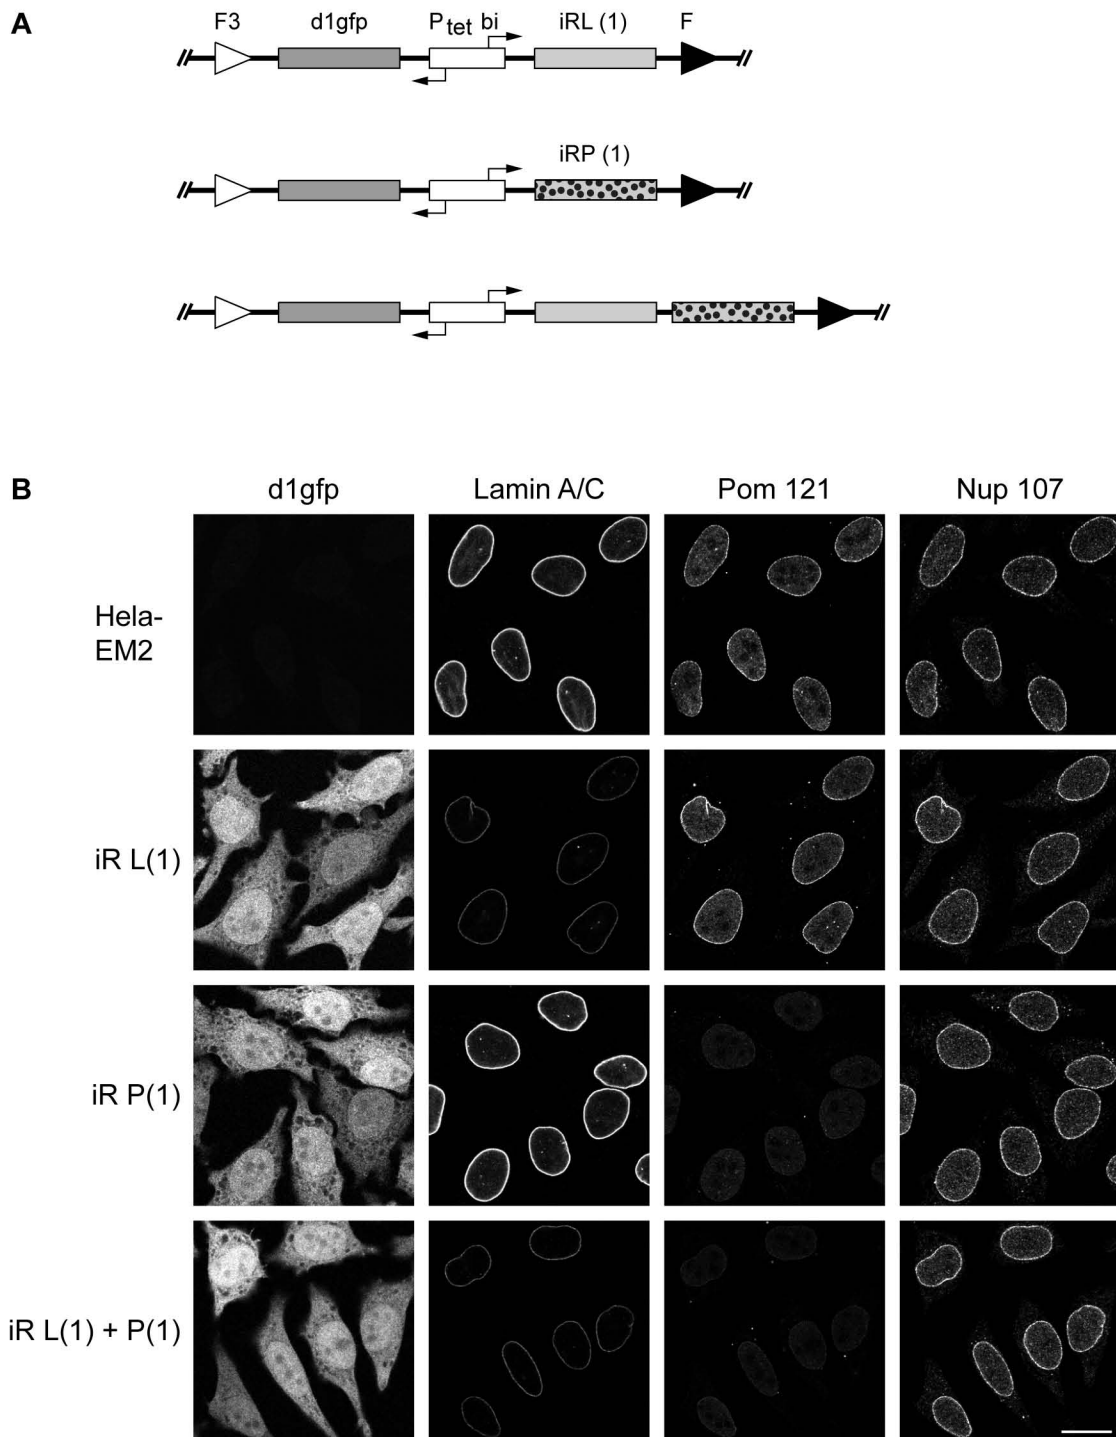 A
F3 d1gfp Ptet bi iRL (1) F
iRP (1)
B
d1gfp Lamin A/C Pom 121 Nup 107
Hela-
EM2
iR L(1)
iR P(1)
iR L(1) + P(1)